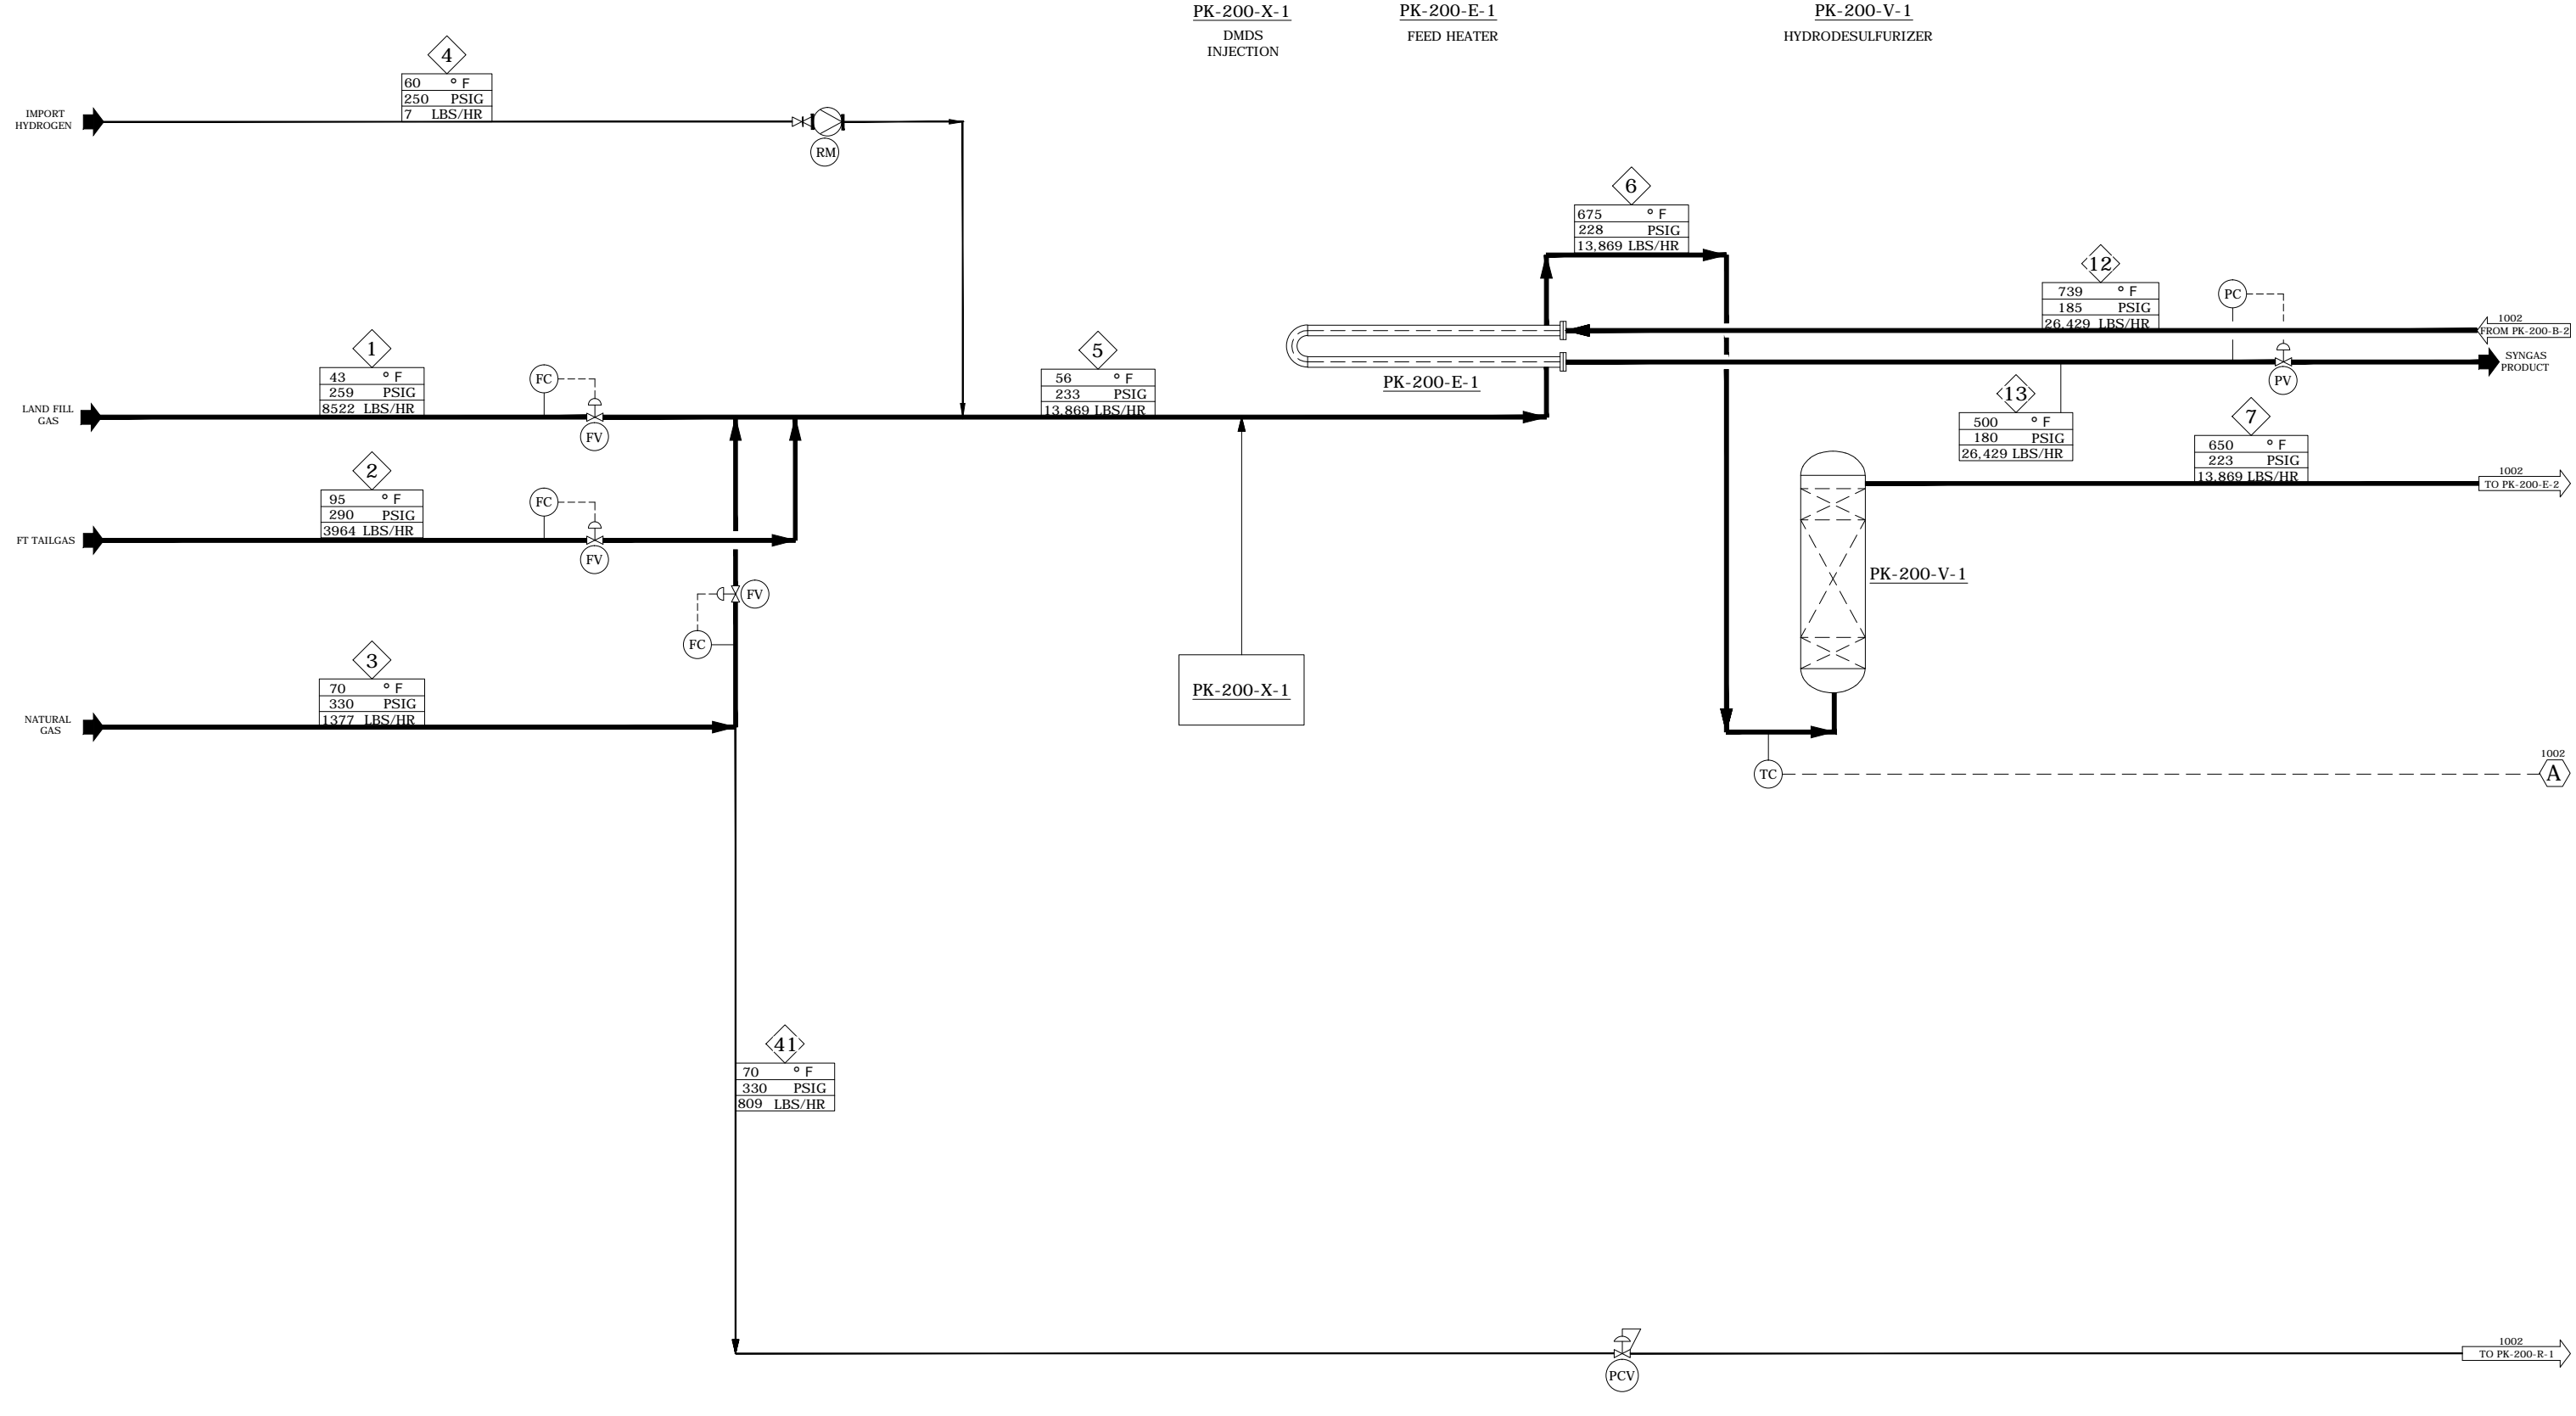 PK-200-X-1
DMDS
INJECTION
PK-200-E-1
FEED HEATER
PK-200-V-1
HYDRODESULFURIZER
4
60 ° F
250 PSIG
7 LBS/HR
IMPORT
HYDROGEN
RM
6
675 ° F
228 PSIG
13,869 LBS/HR
12
739 ° F
185 PSIG
26,429 LBS/HR
PC
1002
FROM PK-200-B-2
1
43 ° F
259 PSIG
8522 LBS/HR
FC
5
56 ° F
233 PSIG
13,869 LBS/HR
PK-200-E-1
SYNGAS
PRODUCT
PV
LAND FILL
GAS
FV
13
500 ° F
180 PSIG
26,429 LBS/HR
7
650 ° F
223 PSIG
13,869 LBS/HR
1002
TO PK-200-E-2
2
95 ° F
290 PSIG
3964 LBS/HR
FC
FT TAILGAS
FV
FV
FC
PK-200-V-1
3
70 ° F
330 PSIG
1377 LBS/HR
NATURAL
GAS
PK-200-X-1
TC
1002
A
41
70 ° F
330 PSIG
809 LBS/HR
PCV
1002
TO PK-200-R-1